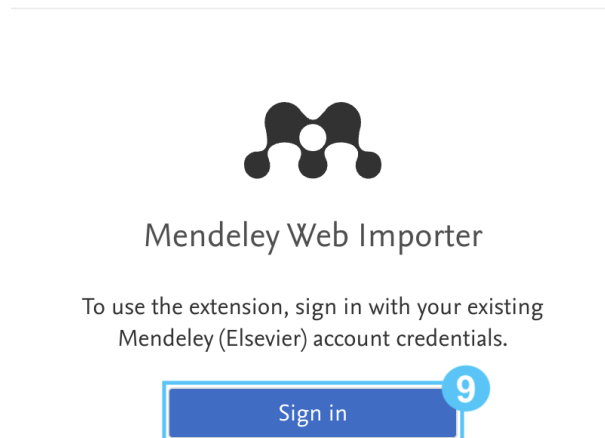 Mendeley Web Importer
To use the extension, sign in with your existing
Mendeley (Elsevier) account credentials.
9
Sign in